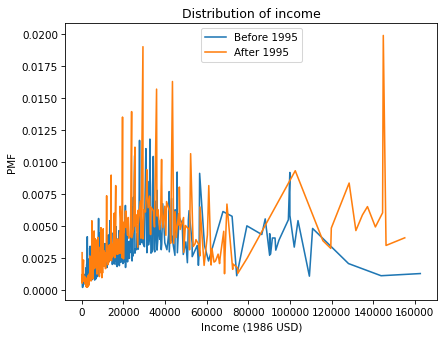 Distribution of income
Before 1995
After 1995
0.0200
0.0175
0.0150
0.0125
0.0100
0.0075
0.0050
0.0025
0.0000
PMF
0 20000 40000 60000 80000 100000 120000 140000 160000
Income (1986 USD)